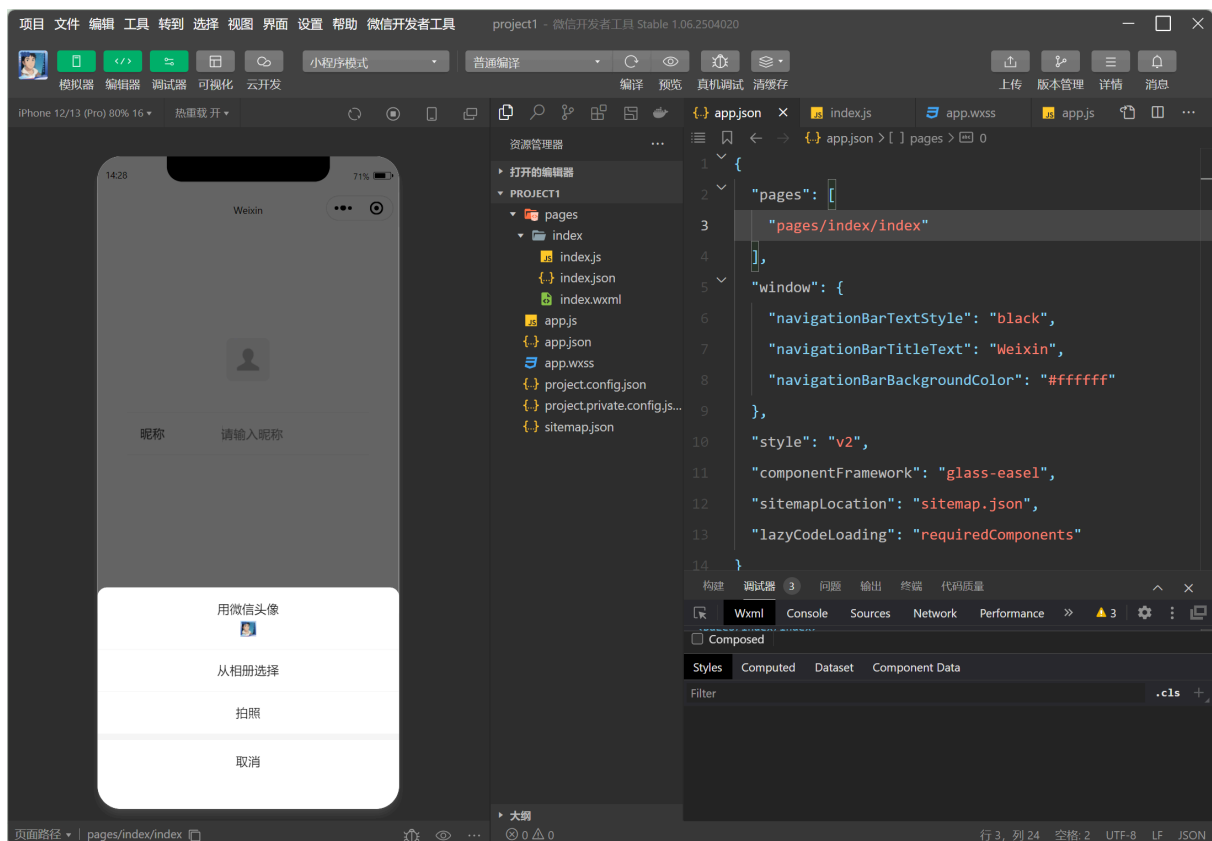 项目 文件 编辑 工具 转到 选择 视图 界面 设置 帮助 微信开发者工具 project1 - 微信开发者工具 Stable 1.06.2504020
小程序模式 普通编译
模拟器 编辑器 调试器 可视化 云开发 编译 预览 真机调试 清缓存 上传 版本管理 详情 消息
iPhone 12/13 (Pro) 80% 16 热重载 开
app.json index.js app.wxss app.js
资源管理器
app.json > [ ] pages > 0
打开的编辑器
PROJECT1
pages
index
index.js
index.json
index.wxml
app.js
app.json
app.wxss
project.config.json
project.private.config.js...
sitemap.json
大纲
14:28 71%
Weixin
昵称 请输入昵称
用微信头像
从相册选择
拍照
取消
1 {
2 "pages": [
3 "pages/index/index"
4 ],
5 "window": {
6 "navigationBarTextStyle": "black",
7 "navigationBarTitleText": "Weixin",
8 "navigationBarBackgroundColor": "#ffffff"
9 },
10 "style": "v2",
11 "componentFramework": "glass-easel",
12 "sitemapLocation": "sitemap.json",
13 "lazyCodeLoading": "requiredComponents"
14 }
构建 调试器 3 问题 输出 终端 代码质量
Wxml Console Sources Network Performance » 3
Composed
Styles Computed Dataset Component Data
Filter .cls +
页面路径 pages/index/index 0 0 行 3，列 24 空格: 2 UTF-8 LF JSON